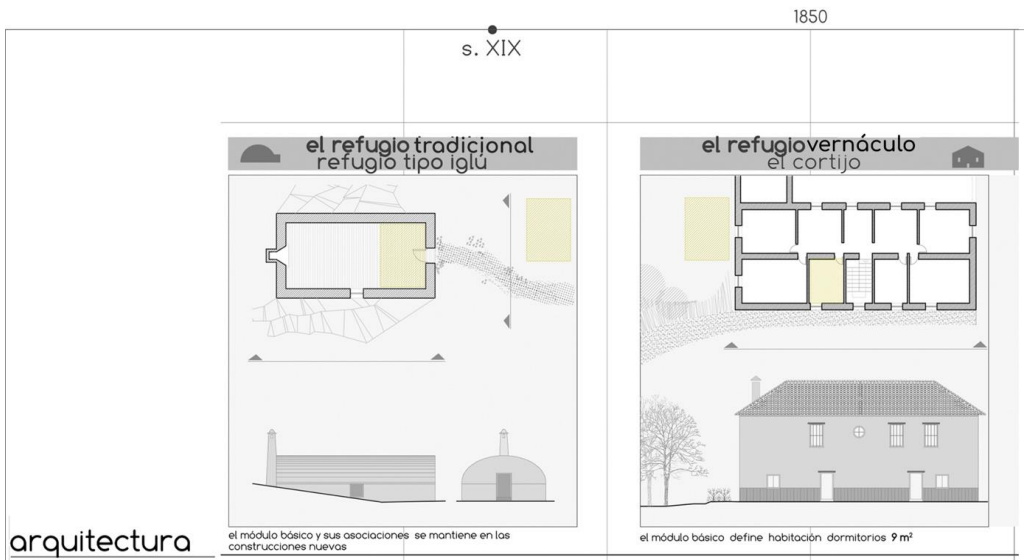 1850
s. XIX
el refugio tradicional
refugio tipo iglú
el refugio vernáculo
el cortijo
el módulo básico y sus asociaciones se mantiene en las
construcciones nuevas
el módulo básico define habitación dormitorios 9 m²
arquitectura